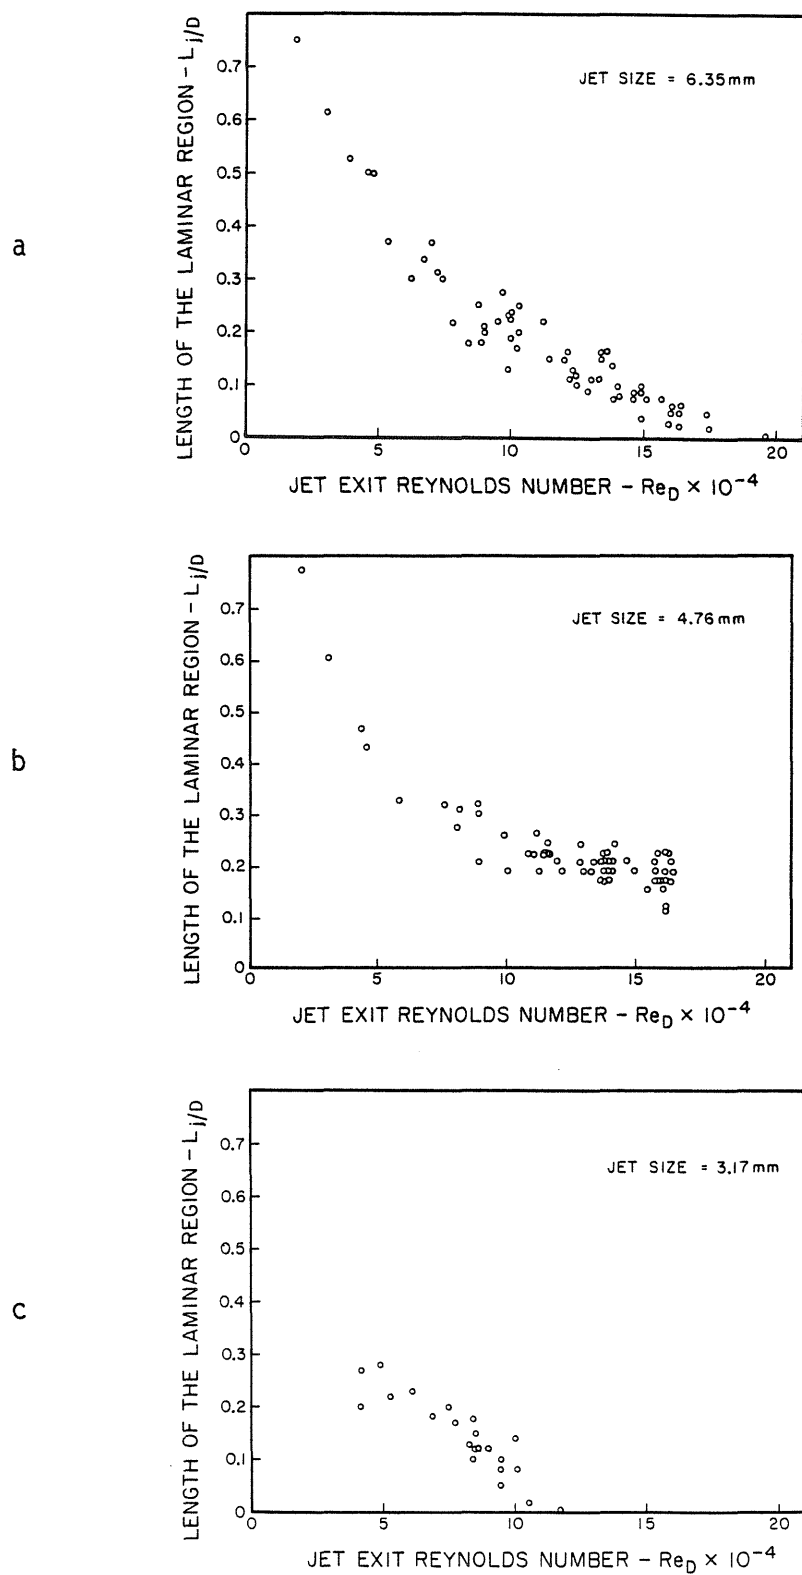 a
LENGTH OF THE LAMINAR REGION - Lj/D
JET SIZE = 6.35mm
0.7
0.6
0.5
0.4
0.3
0.2
0.1
0
0 5 10 15 20
JET EXIT REYNOLDS NUMBER - ReD × 10-4
b
LENGTH OF THE LAMINAR REGION - Lj/D
JET SIZE = 4.76mm
0.7
0.6
0.5
0.4
0.3
0.2
0.1
0
0 5 10 15 20
JET EXIT REYNOLDS NUMBER - ReD × 10-4
c
LENGTH OF THE LAMINAR REGION - Lj/D
JET SIZE = 3.17mm
0.7
0.6
0.5
0.4
0.3
0.2
0.1
0
0 5 10 15 20
JET EXIT REYNOLDS NUMBER - ReD × 10-4